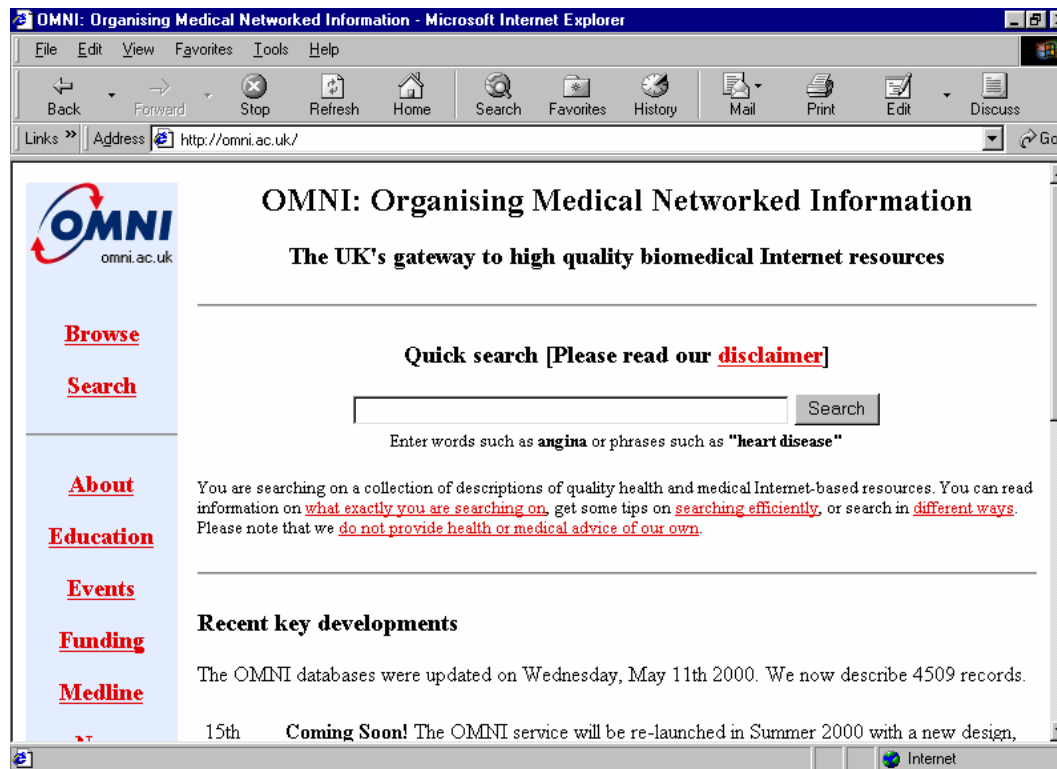 OMNI: Organising Medical Networked Information - Microsoft Internet Explorer
File Edit View Favorites Tools Help
Back Forward Stop Refresh Home Search Favorites History Mail Print Edit Discuss
Links » Address http://omni.ac.uk/ Go
OMNI
omni.ac.uk
Browse
Search
About
Education
Events
Funding
Medline
OMNI: Organising Medical Networked Information
The UK's gateway to high quality biomedical Internet resources
Quick search [Please read our disclaimer]
Search
Enter words such as angina or phrases such as "heart disease"
You are searching on a collection of descriptions of quality health and medical Internet-based resources. You can read
information on what exactly you are searching on, get some tips on searching efficiently, or search in different ways.
Please note that we do not provide health or medical advice of our own.
Recent key developments
The OMNI databases were updated on Wednesday, May 11th 2000. We now describe 4509 records.
15th Coming Soon! The OMNI service will be re-launched in Summer 2000 with a new design,
Internet